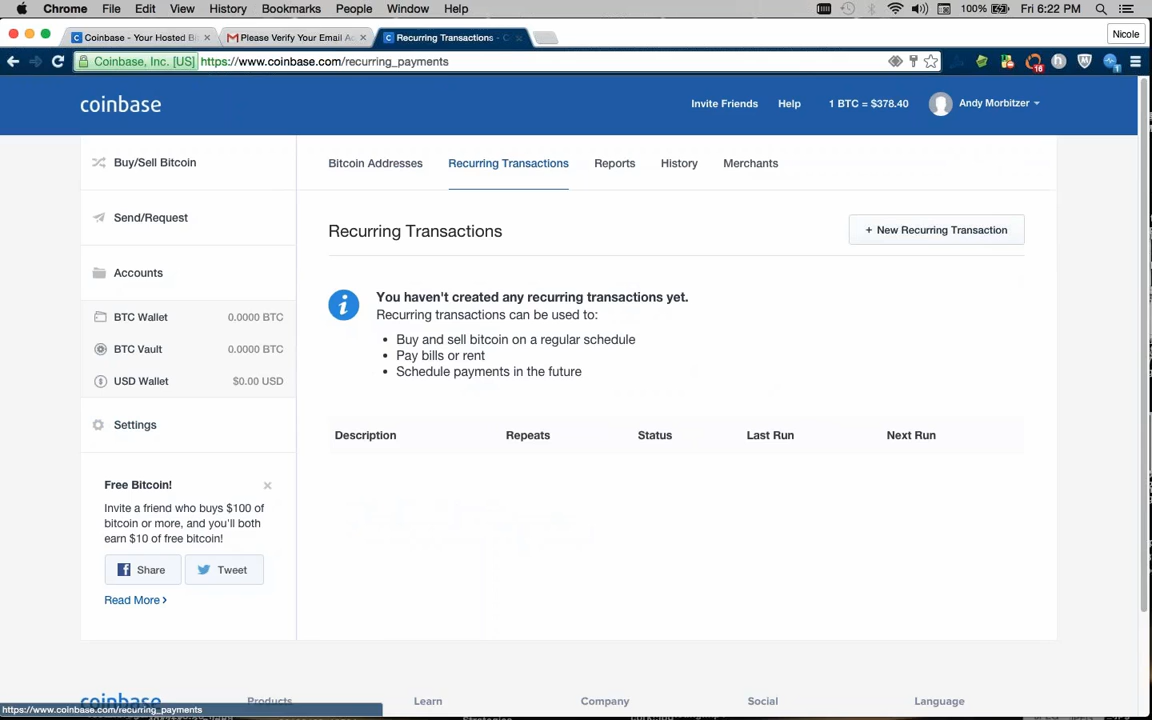 Chrome File Edit View History Bookmarks People Window Help 100% Fri 6:22 PM
Coinbase - Your Hosted Bi
Please Verify Your Email Ac
Recurring Transactions - C
Nicole
Coinbase, Inc. [US] https://www.coinbase.com/recurring_payments
16
1
coinbase
Invite Friends Help 1 BTC = $378.40 Andy Morbitzer
Buy/Sell Bitcoin
Send/Request
Accounts
BTC Wallet 0.0000 BTC
BTC Vault 0.0000 BTC
USD Wallet $0.00 USD
Settings
Free Bitcoin!
Invite a friend who buys $100 of
bitcoin or more, and you'll both
earn $10 of free bitcoin!
Share Tweet
Read More
Bitcoin Addresses Recurring Transactions Reports History Merchants
Recurring Transactions
+ New Recurring Transaction
You haven't created any recurring transactions yet.
Recurring transactions can be used to:
• Buy and sell bitcoin on a regular schedule
• Pay bills or rent
• Schedule payments in the future
Description Repeats Status Last Run Next Run
coinbase Products Learn Company Social Language
https://www.coinbase.com/recurring_payments